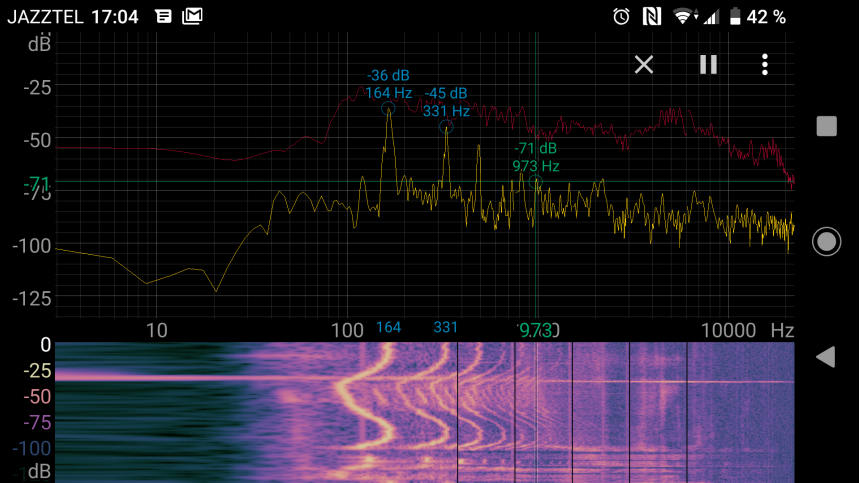 JAZZTEL 17:04
42 %
dB
-36 dB
164 Hz
-45 dB
331 Hz
-71 dB
973 Hz
-25
-50
-71
-75
-100
-125
10
100
164
331
973
10000
Hz
0
-25
-50
-75
-100
dB